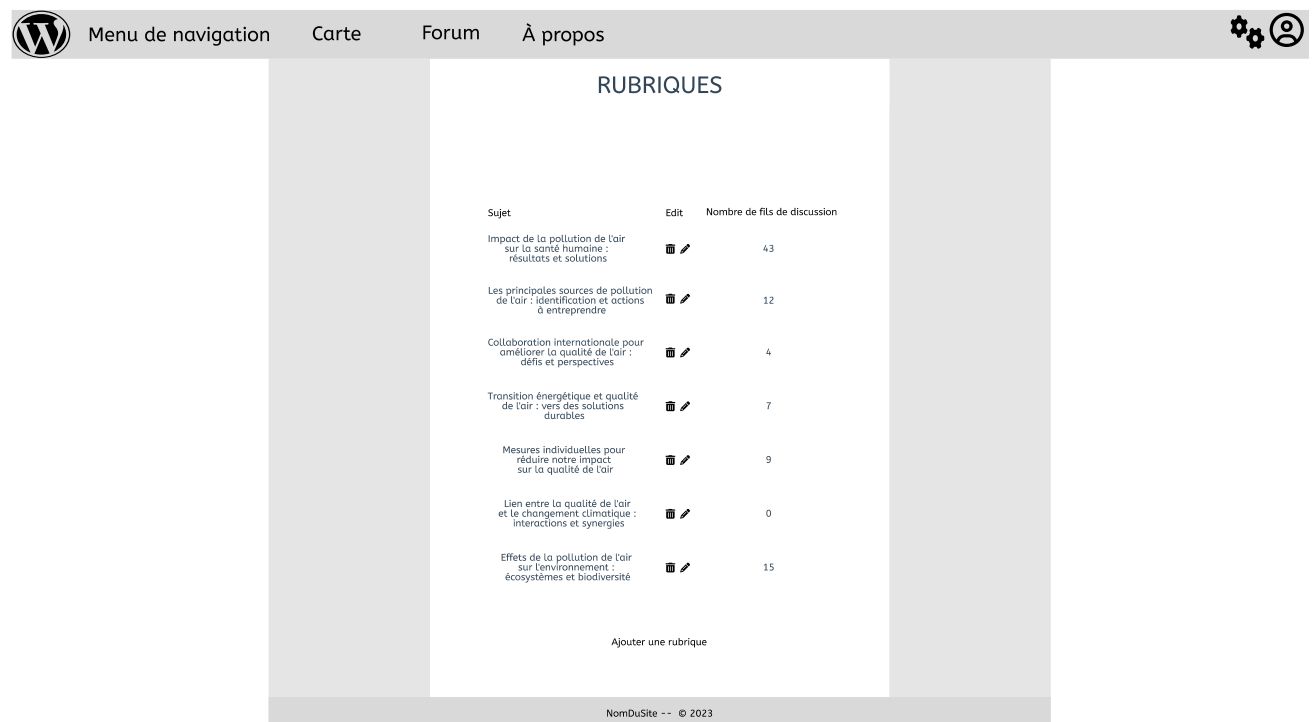 Menu de navigation Carte Forum À propos
RUBRIQUES
Sujet Edit Nombre de fils de discussion
Impact de la pollution de l'air
sur la santé humaine :
résultats et solutions
43
Les principales sources de pollution
de l'air : identification et actions
à entreprendre
12
Collaboration internationale pour
améliorer la qualité de l'air :
défis et perspectives
4
Transition énergétique et qualité
de l'air : vers des solutions
durables
7
Mesures individuelles pour
réduire notre impact
sur la qualité de l'air
9
Lien entre la qualité de l'air
et le changement climatique :
interactions et synergies
0
Effets de la pollution de l'air
sur l'environnement :
écosystèmes et biodiversité
15
Ajouter une rubrique
NomDuSite -- © 2023